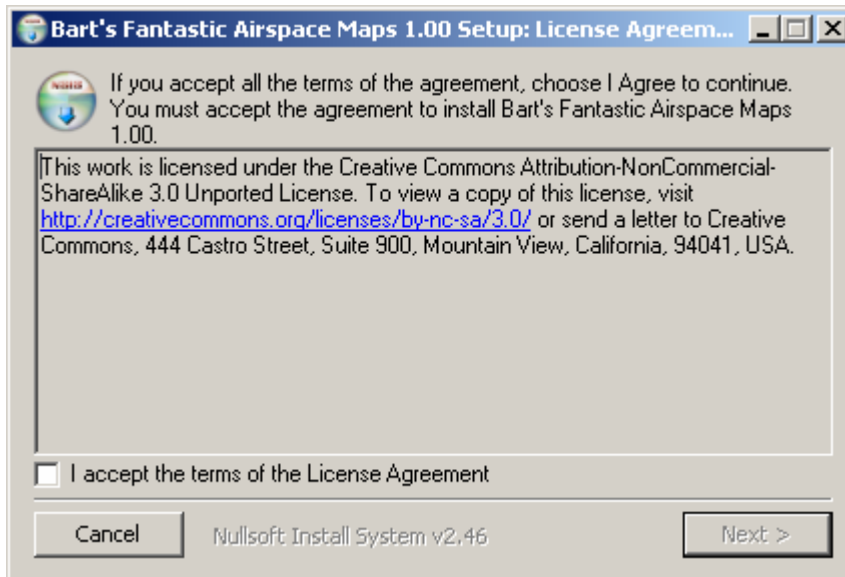 Bart's Fantastic Airspace Maps 1.00 Setup: License Agreem...
If you accept all the terms of the agreement, choose I Agree to continue.
You must accept the agreement to install Bart's Fantastic Airspace Maps
1.00.
This work is licensed under the Creative Commons Attribution-NonCommercial-
ShareAlike 3.0 Unported License. To view a copy of this license, visit
http://creativecommons.org/licenses/by-nc-sa/3.0/ or send a letter to Creative
Commons, 444 Castro Street, Suite 900, Mountain View, California, 94041, USA.
I accept the terms of the License Agreement
Cancel
Nullsoft Install System v2.46
Next >